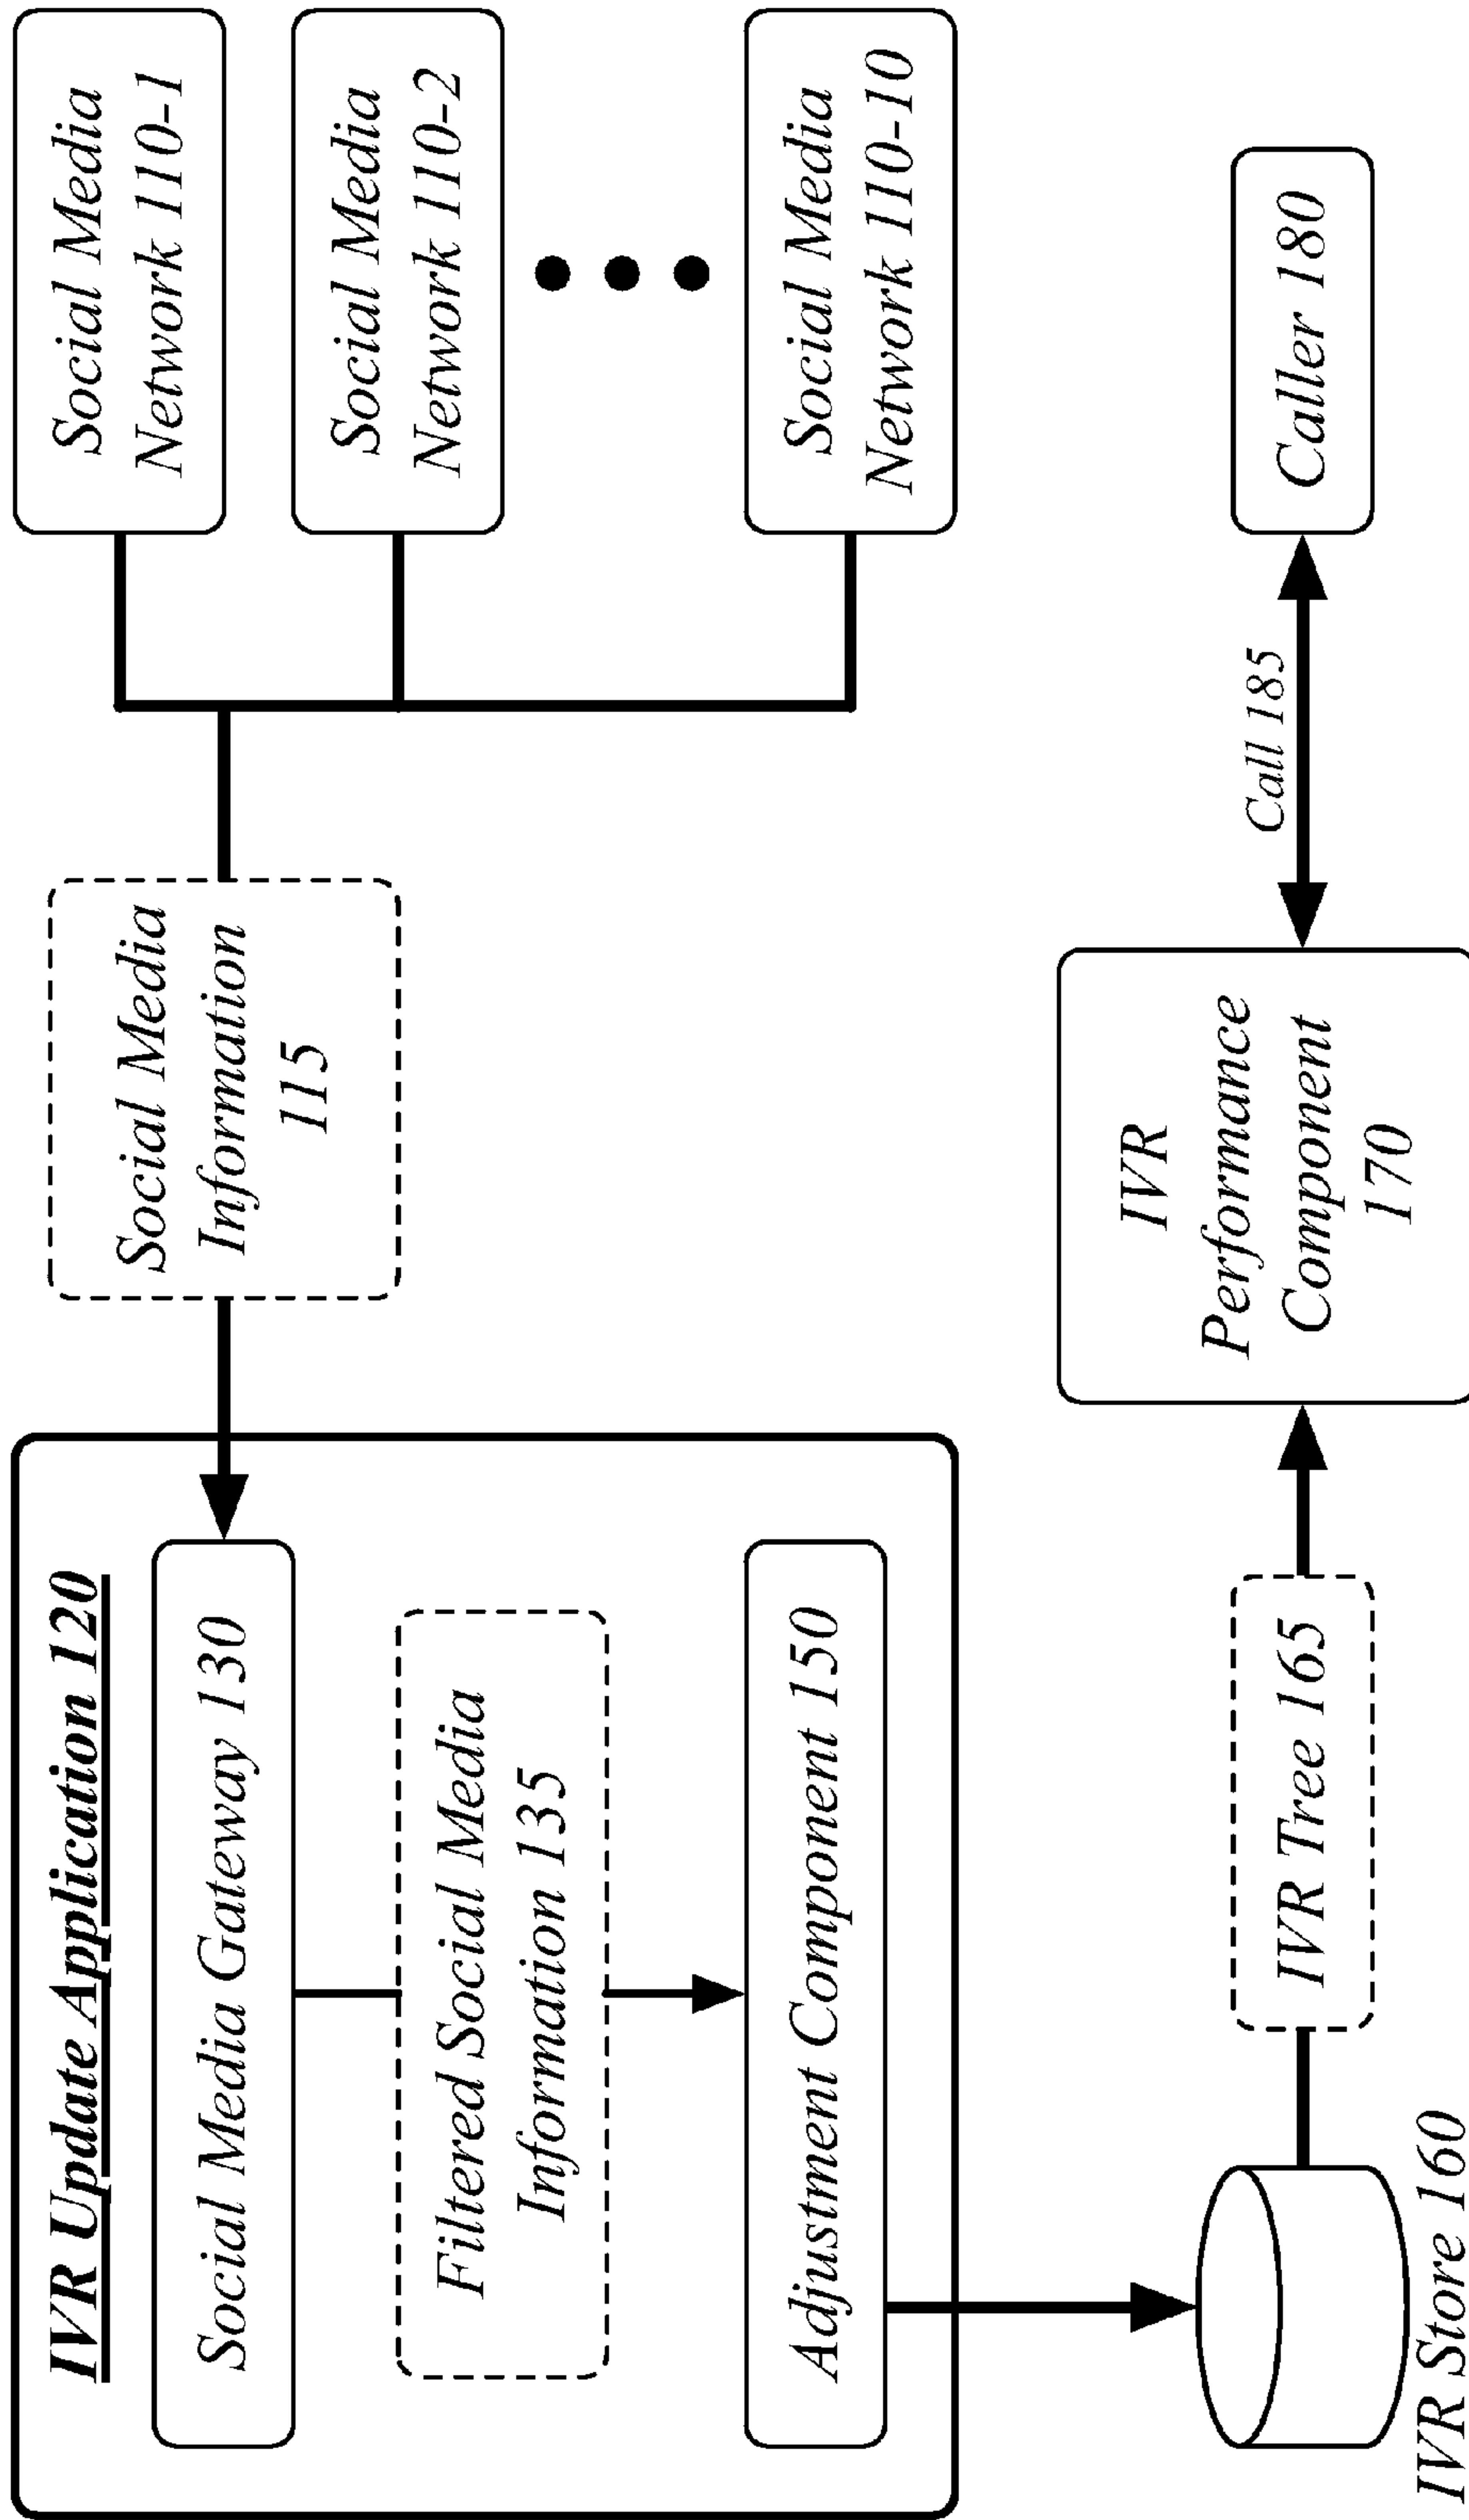 IVR Update Application 120
Social Media Gateway 130
Filtered Social Media
Information 135
Adjustment Component 150
Social Media
Information
115
Social Media
Network 110-1
Social Media
Network 110-2
Social Media
Network 110-10
IVR Store 160
IVR Tree 165
IVR
Performance
Component
170
Call 185
Caller 180